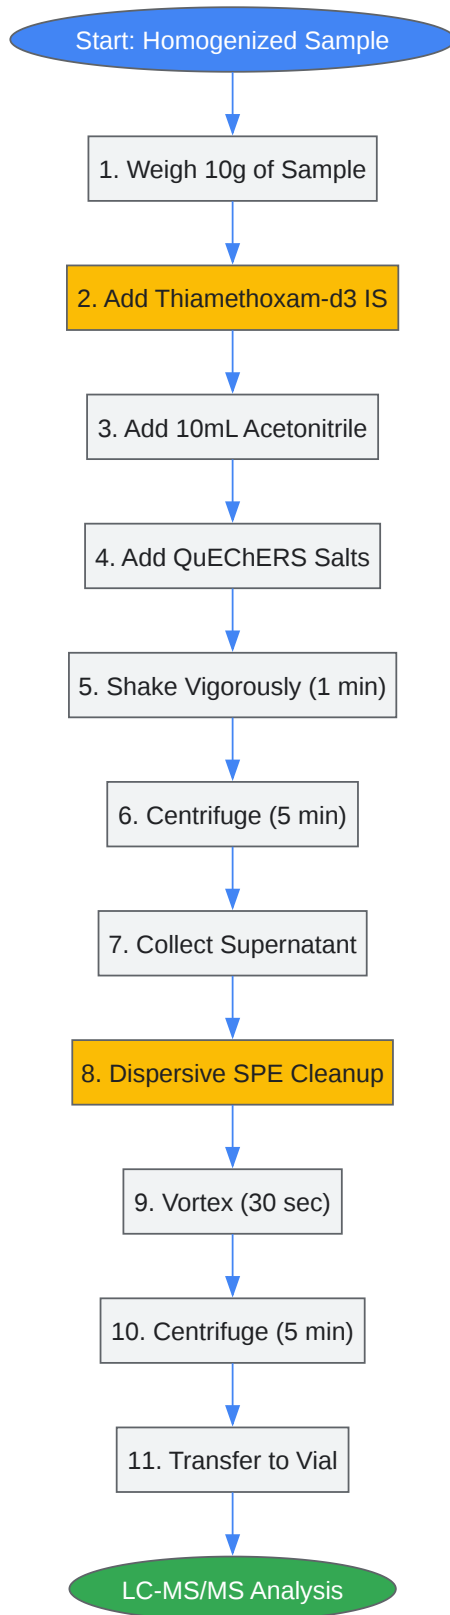 Start: Homogenized Sample
1. Weigh 10g of Sample
2. Add Thiamethoxam-d3 IS
3. Add 10mL Acetonitrile
4. Add QuEChERS Salts
5. Shake Vigorously (1 min)
6. Centrifuge (5 min)
7. Collect Supernatant
8. Dispersive SPE Cleanup
9. Vortex (30 sec)
10. Centrifuge (5 min)
11. Transfer to Vial
LC-MS/MS Analysis